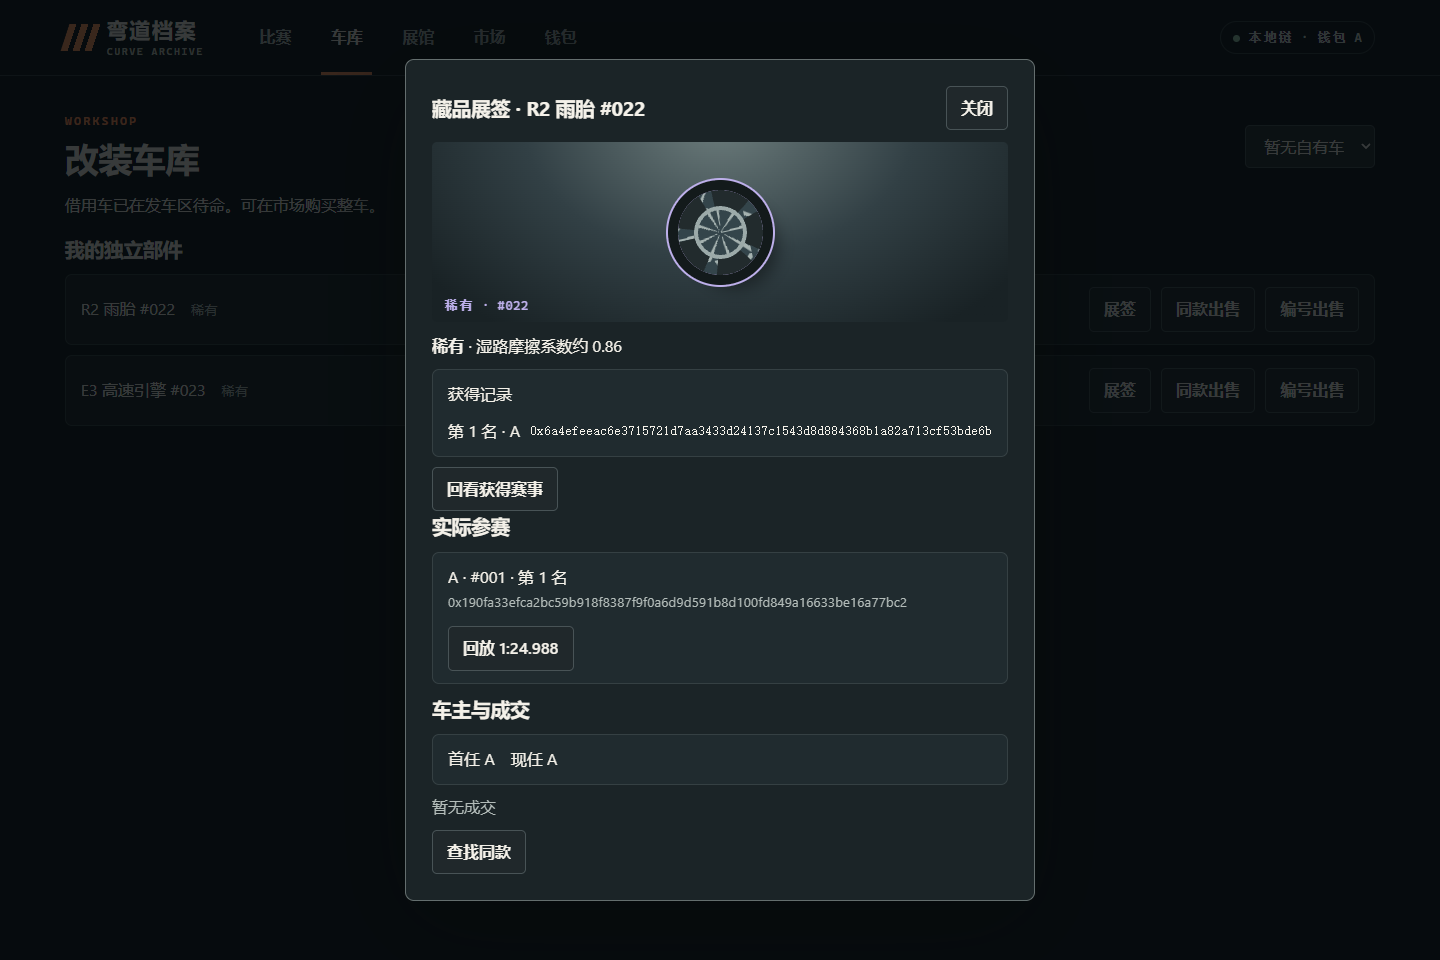 弯道档案
CURVE ARCHIVE
比赛 车库 展馆 市场 钱包
本地链 · 钱包 A
WORKSHOP
改装车库
借用车已在发车区待命。可在市场购买整车。
暂无自有车
我的独立部件
R2 雨胎 #022 稀有
展签 同款出售 编号出售
E3 高速引擎 #023 稀有
展签 同款出售 编号出售
藏品展签 · R2 雨胎 #022
关闭
稀有 · #022
稀有 · 湿路摩擦系数约 0.86
获得记录
第 1 名 · A 0x6a4efeeac6e3715721d7aa3433d24137c1543d8d884368b1a82a713cf53bde6b
回看获得赛事
实际参赛
A · #001 · 第 1 名
0x190fa33efca2bc59b918f8387f9f0a6d9d591b8d100fd849a16633be16a77bc2
回放 1:24.988
车主与成交
首任 A 现任 A
暂无成交
查找同款